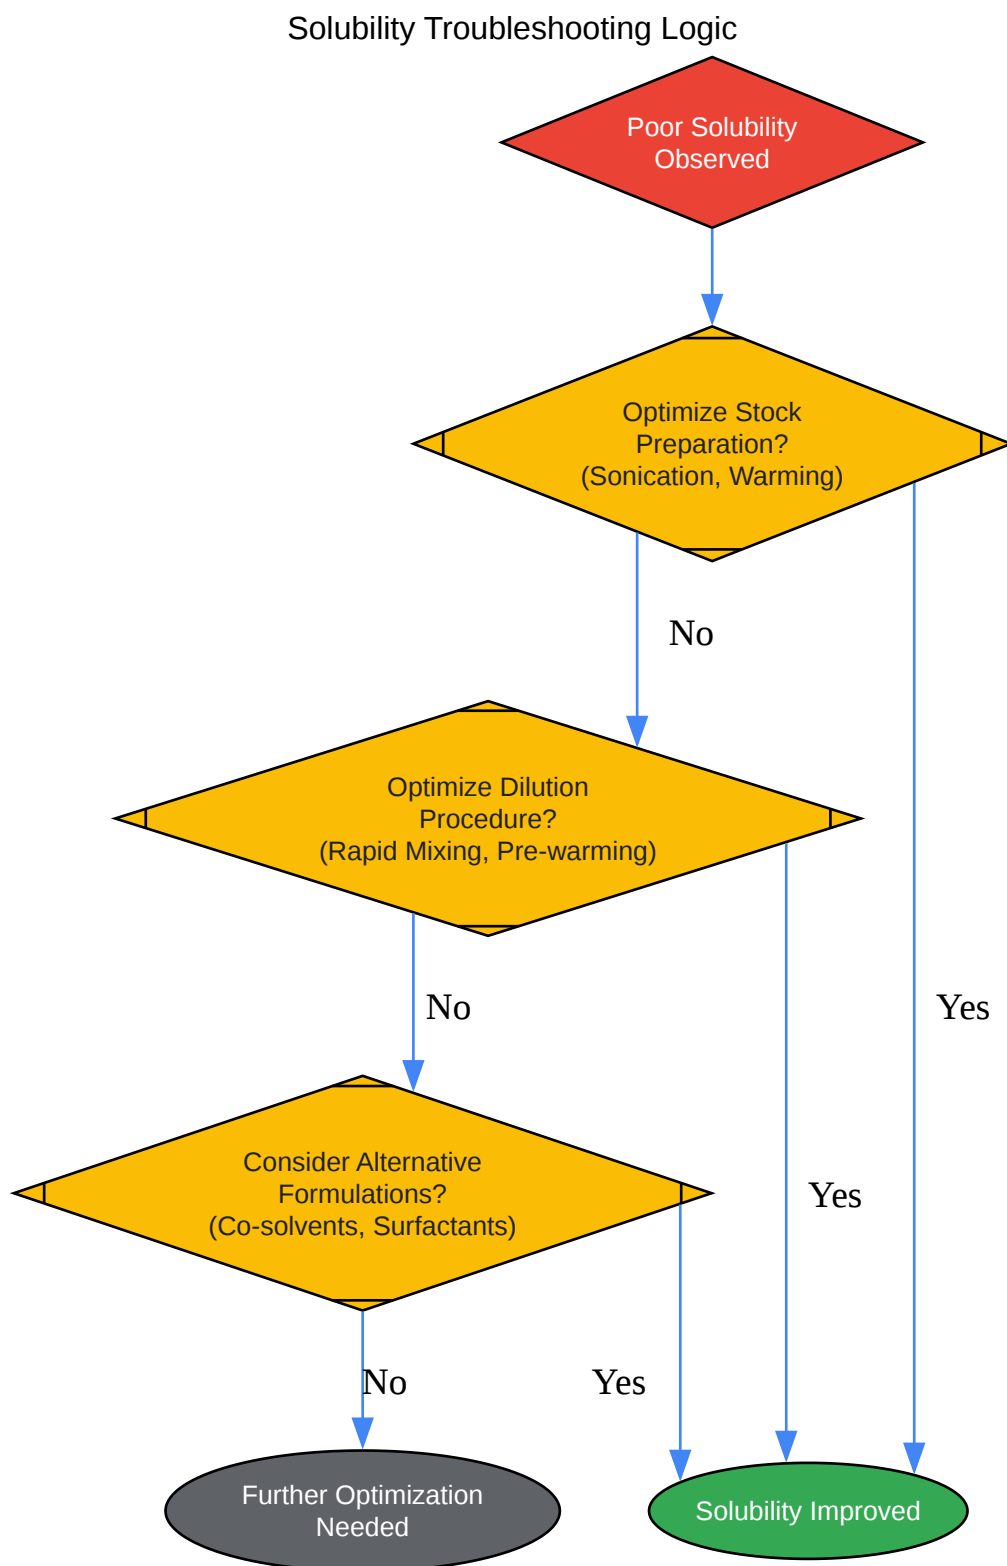 Solubility Troubleshooting Logic
Poor Solubility
Observed
Optimize Stock
Preparation?
(Sonication, Warming)
No
Optimize Dilution
Procedure?
(Rapid Mixing, Pre-warming)
No
Yes
Consider Alternative
Formulations?
(Co-solvents, Surfactants)
Yes
No
Yes
Further Optimization
Needed
Solubility Improved